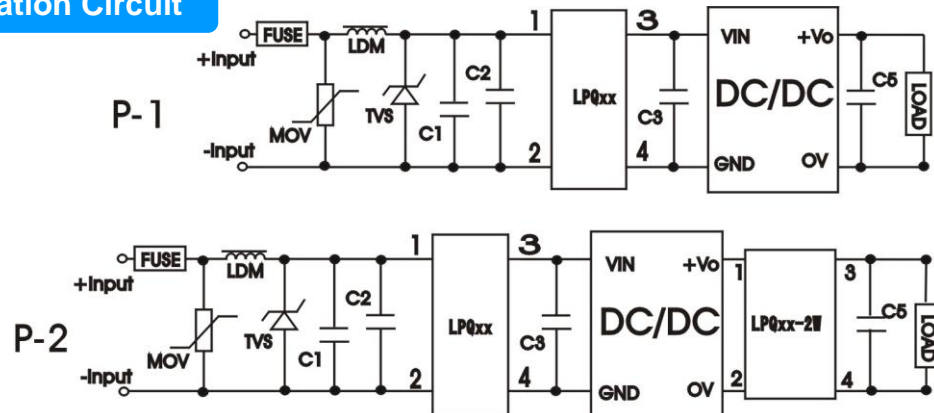 ation Circuit
P-1
+Input
FUSE
LDM
MOV
TVS
C1
C2
-Input
1
2
LPQxx
3
4
C3
VIN
+Vo
DC/DC
GND
0V
C5
LOAD
P-2
+Input
FUSE
LDM
MOV
TVS
C1
C2
-Input
1
2
LPQxx
3
4
C3
VIN
+Vo
DC/DC
GND
0V
1
2
LPQxx-2W
3
4
C5
LOAD